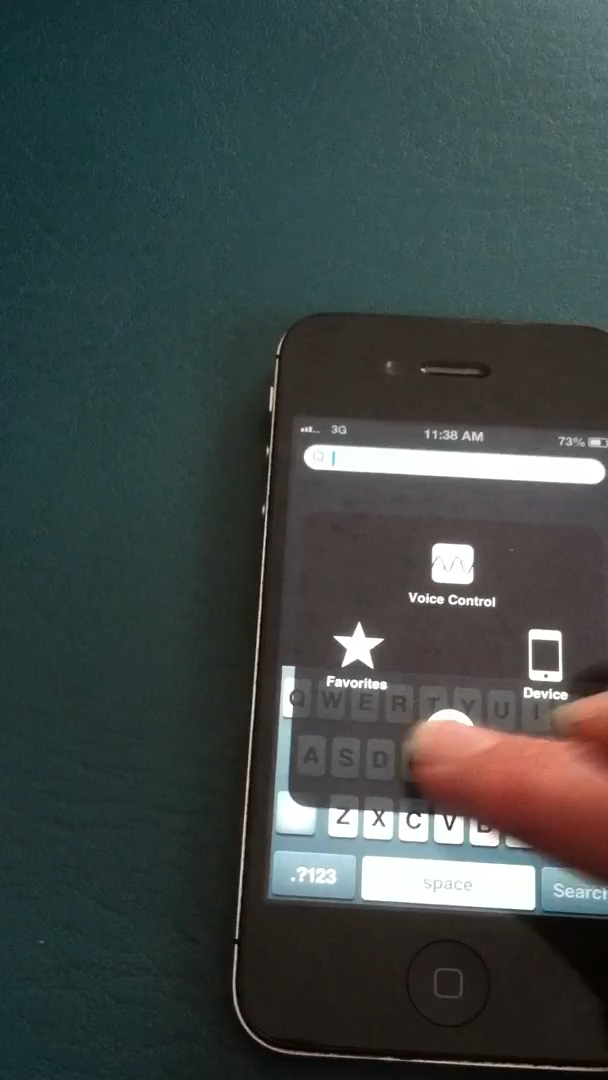 3G 11:38 AM 73%
Voice Control
Favorites
Device
Q W E R T Y U I
A S D
Z X C V B
.?123 space Search